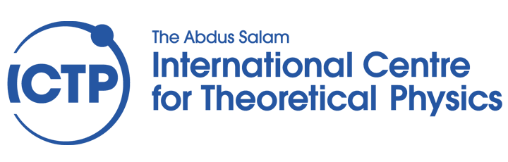 ICTP
The Abdus Salam
International Centre
for Theoretical Physics